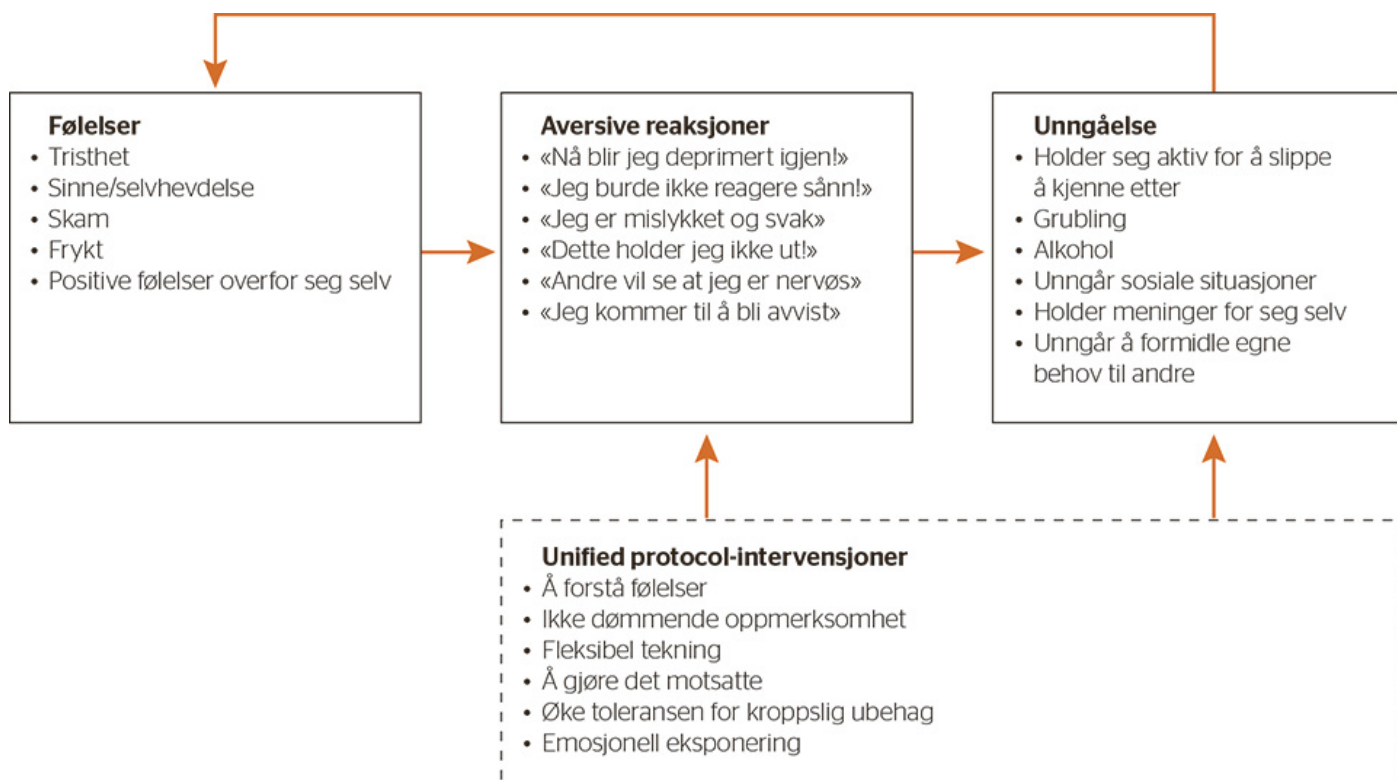 Følelser
• Tristhet
• Sinne/selvhevdelse
• Skam
• Frykt
• Positive følelser overfor seg selv
Aversive reaksjoner
• «Nå blir jeg deprimert igjen!»
• «Jeg burde ikke reagere sånn!»
• «Jeg er mislykket og svak»
• «Dette holder jeg ikke ut!»
• «Andre vil se at jeg er nervøs»
• «Jeg kommer til å bli avvist»
Unngåelse
• Holder seg aktiv for å slippe
å kjenne etter
• Grubling
• Alkohol
• Unngår sosiale situasjoner
• Holder meninger for seg selv
• Unngår å formidle egne
behov til andre
Unified protocol-intervensjoner
• Å forstå følelser
• Ikke dømmende oppmerksomhet
• Fleksibel tekning
• Å gjøre det motsatte
• Øke toleransen for kroppslig ubehag
• Emosjonell eksponering